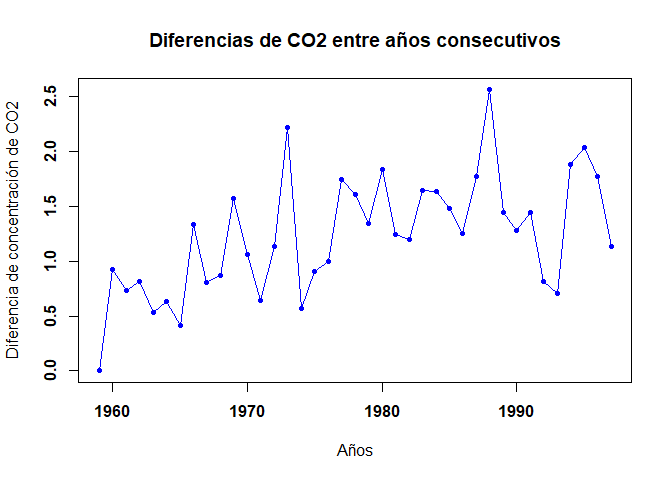 Diferencias de CO2 entre años consecutivos
Diferencia de concentración de CO2
2.5
2.0
1.5
1.0
0.5
0.0
1960 1970 1980 1990
Años